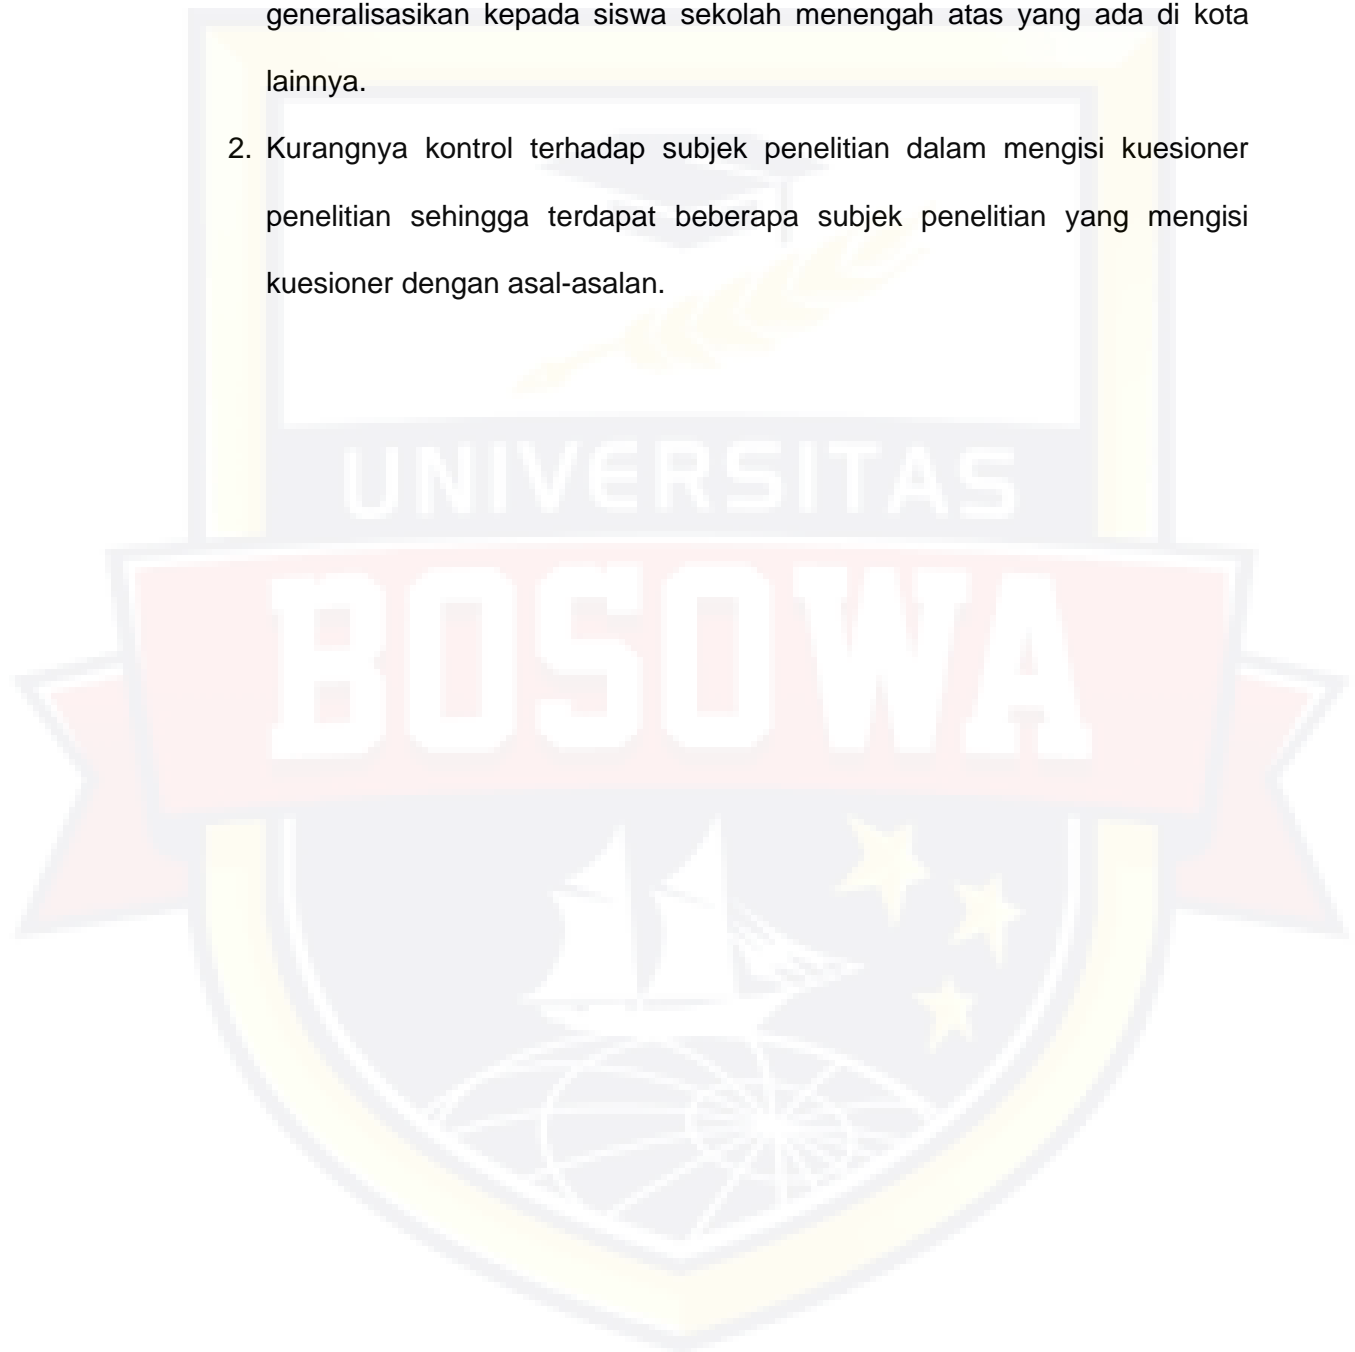 generalisasikan kepada siswa sekolah menengah atas yang ada di kota
lainnya.
2. Kurangnya kontrol terhadap subjek penelitian dalam mengisi kuesioner
penelitian sehingga terdapat beberapa subjek penelitian yang mengisi
kuesioner dengan asal-asalan.
UNIVERSITAS
BOSOWA